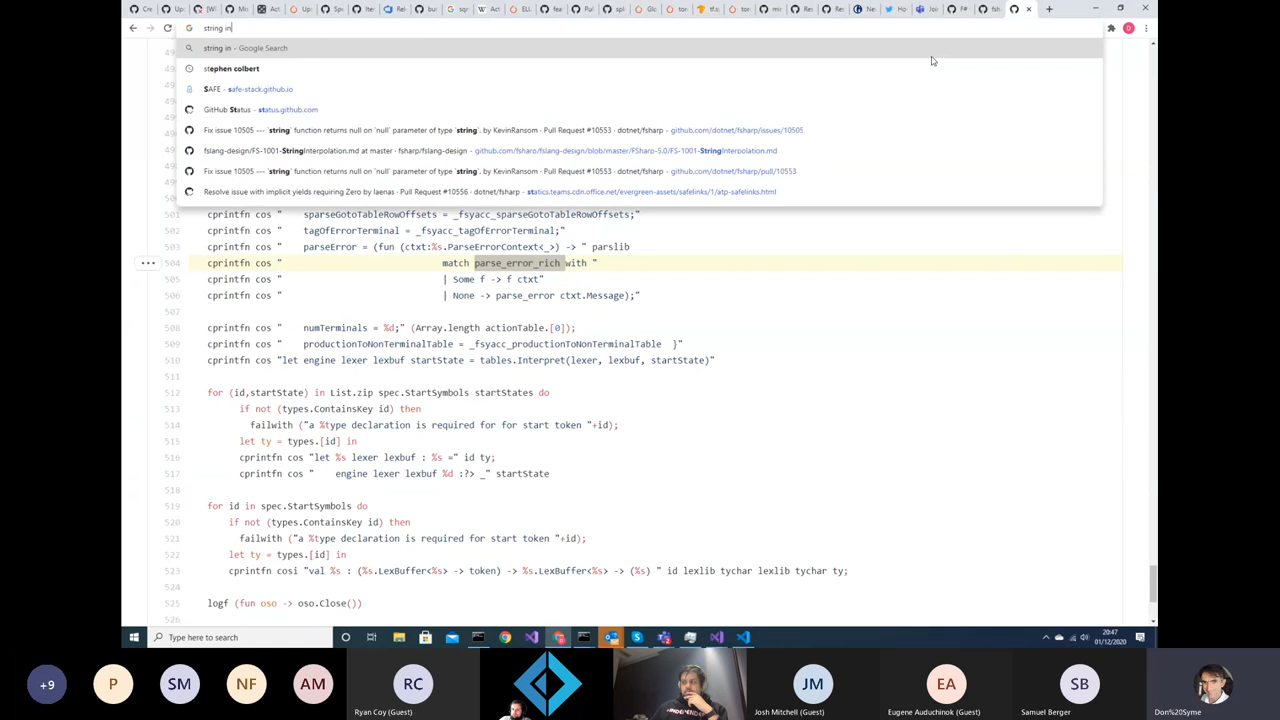 string in
string in - Google Search
stephen colbert
SAFE - safe-stack.github.io
GitHub Status - status.github.com
Fix issue 10505 --- `string` function returns null on `null` parameter of type `string`. by KevinRansom · Pull Request #10553 · dotnet/fsharp - github.com/dotnet/fsharp/issues/10505
fslang-design/FS-1001-StringInterpolation.md at master · fsharp/fslang-design - github.com/fsharp/fslang-design/blob/master/FSharp-5.0/FS-1001-StringInterpolation.md
Fix issue 10505 --- `string` function returns null on `null` parameter of type `string`. by KevinRansom · Pull Request #10553 · dotnet/fsharp - github.com/dotnet/fsharp/pull/10553
Resolve issue with implicit yields requiring Zero by laenas · Pull Request #10556 · dotnet/fsharp - statics.teams.cdn.office.net/evergreen-assets/safelinks/1/atp-safelinks.html
501 cprintfn cos "    sparseGotoTableRowOffsets = _fsyacc_sparseGotoTableRowOffsets;"
502 cprintfn cos "    tagOfErrorTerminal = _fsyacc_tagOfErrorTerminal;"
503 cprintfn cos "    parseError = (fun (ctxt:%s.ParseErrorContext<_>) -> " parslib
504 cprintfn cos "                              match parse_error_rich with "
505 cprintfn cos "                              | Some f -> f ctxt"
506 cprintfn cos "                              | None -> parse_error ctxt.Message);"
507
508 cprintfn cos "    numTerminals = %d;" (Array.length actionTable.[0]);
509 cprintfn cos "    productionToNonTerminalTable = _fsyacc_productionToNonTerminalTable  }"
510 cprintfn cos "let engine lexer lexbuf startState = tables.Interpret(lexer, lexbuf, startState)"
511
512 for (id,startState) in List.zip spec.StartSymbols startStates do
513 if not (types.ContainsKey id) then
514 failwith ("a %type declaration is required for for start token "+id);
515 let ty = types.[id] in
516 cprintfn cos "let %s lexer lexbuf : %s =" id ty;
517 cprintfn cos "    engine lexer lexbuf %d :?> _" startState
518
519 for id in spec.StartSymbols do
520 if not (types.ContainsKey id) then
521 failwith ("a %type declaration is required for start token "+id);
522 let ty = types.[id] in
523 cprintfn cosi "val %s : (%s.LexBuffer<%s> -> token) -> %s.LexBuffer<%s> -> (%s) " id lexlib tychar lexlib tychar ty;
524
525 logf (fun oso -> oso.Close())
526
Type here to search
20:47
01/12/2020
+9
P
SM
NF
AM
RC
JM
EA
SB
Ryan Coy (Guest)
Josh Mitchell (Guest)
Eugene Auduchinok (Guest)
Samuel Berger
Don%20Syme